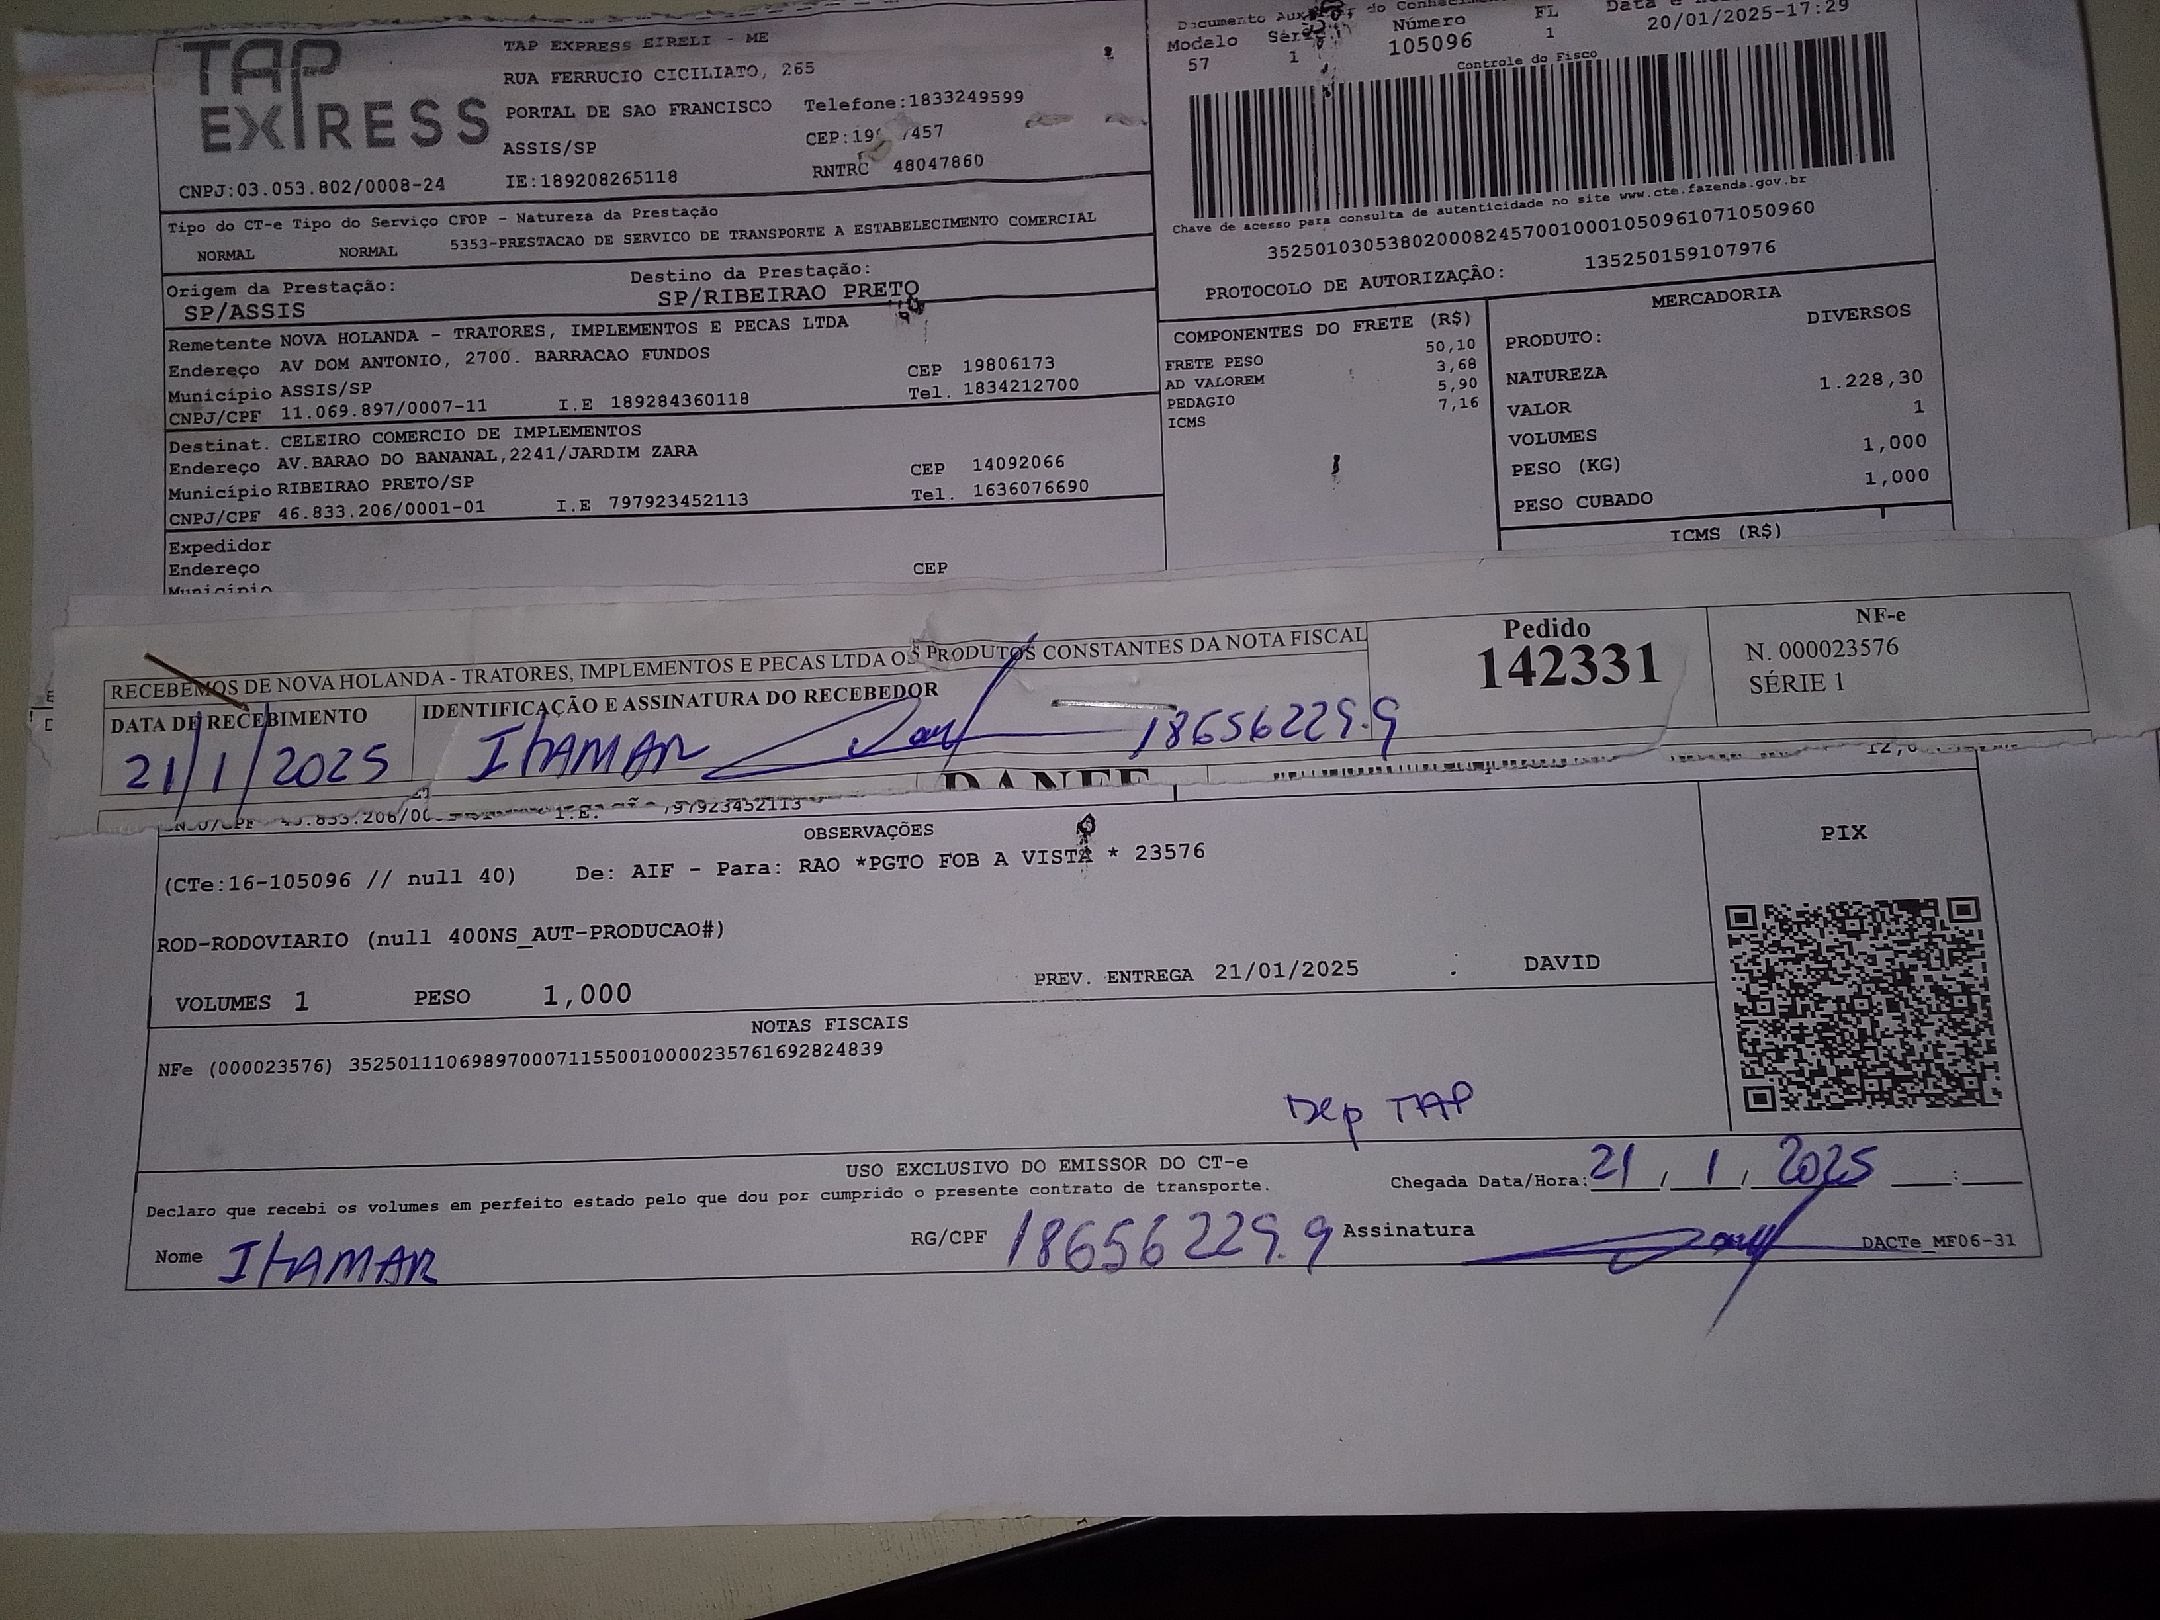 TAP EXPRESS
TAP EXPRESS EIRELI - ME
RUA FERRUCIO CICILIATO, 265
PORTAL DE SAO FRANCISCO Telefone:1833249599
ASSIS/SP CEP:19 7457
CNPJ:03.053.802/0008-24 IE:189208265118 RNTRC 48047860
Documento do
Modelo Série Número FL
57 1 105096 1 20/01/2025-17:29
Controle do Fisco
Chave de acesso para consulta de autenticidade no site www.cte.fazenda.gov.br
35250103053802000824570010001050961071050960
PROTOCOLO DE AUTORIZAÇÃO: 135250159107976
Tipo do CT-e Tipo do Serviço CFOP - Natureza da Prestação
NORMAL NORMAL 5353-PRESTACAO DE SERVICO DE TRANSPORTE A ESTABELECIMENTO COMERCIAL
Origem da Prestação: Destino da Prestação:
SP/ASSIS SP/RIBEIRAO PRETO
Remetente NOVA HOLANDA - TRATORES, IMPLEMENTOS E PECAS LTDA
Endereço AV DOM ANTONIO, 2700. BARRACAO FUNDOS CEP 19806173
Município ASSIS/SP Tel. 1834212700
CNPJ/CPF 11.069.897/0007-11 I.E 189284360118
Destinat. CELEIRO COMERCIO DE IMPLEMENTOS
Endereço AV.BARAO DO BANANAL,2241/JARDIM ZARA CEP 14092066
Município RIBEIRAO PRETO/SP Tel. 1636076690
CNPJ/CPF 46.833.206/0001-01 I.E 797923452113
Expedidor
Endereço CEP
Município
COMPONENTES DO FRETE (R$)
FRETE PESO 50,10
AD VALOREM 3,68
PEDAGIO 5,90
ICMS 7,16
MERCADORIA
PRODUTO: DIVERSOS
NATUREZA
VALOR 1.228,30
VOLUMES 1
PESO (KG) 1,000
PESO CUBADO 1,000
ICMS (R$)
RECEBEMOS DE NOVA HOLANDA - TRATORES, IMPLEMENTOS E PECAS LTDA OS PRODUTOS CONSTANTES DA NOTA FISCAL
DATA DE RECEBIMENTO IDENTIFICAÇÃO E ASSINATURA DO RECEBEDOR
21/1/2025 ItAMAR 18656229.9
Pedido
142331
NF-e
N. 000023576
SÉRIE 1
DANFE
OBSERVAÇÕES
(CTe:16-105096 // null 40) De: AIF - Para: RAO *PGTO FOB A VISTA * 23576
ROD-RODOVIARIO (null 400NS_AUT-PRODUCAO#)
VOLUMES 1 PESO 1,000 PREV. ENTREGA 21/01/2025 . DAVID
PIX
NOTAS FISCAIS
NFe (000023576) 35250111069897000711550010000235761692824839
Dep TAP
USO EXCLUSIVO DO EMISSOR DO CT-e
Declaro que recebi os volumes em perfeito estado pelo que dou por cumprido o presente contrato de transporte.
Chegada Data/Hora: 21 / 1 / 2025 ___:___
Nome ItAMAR RG/CPF 18656229.9 Assinatura DACTe_MF06-31